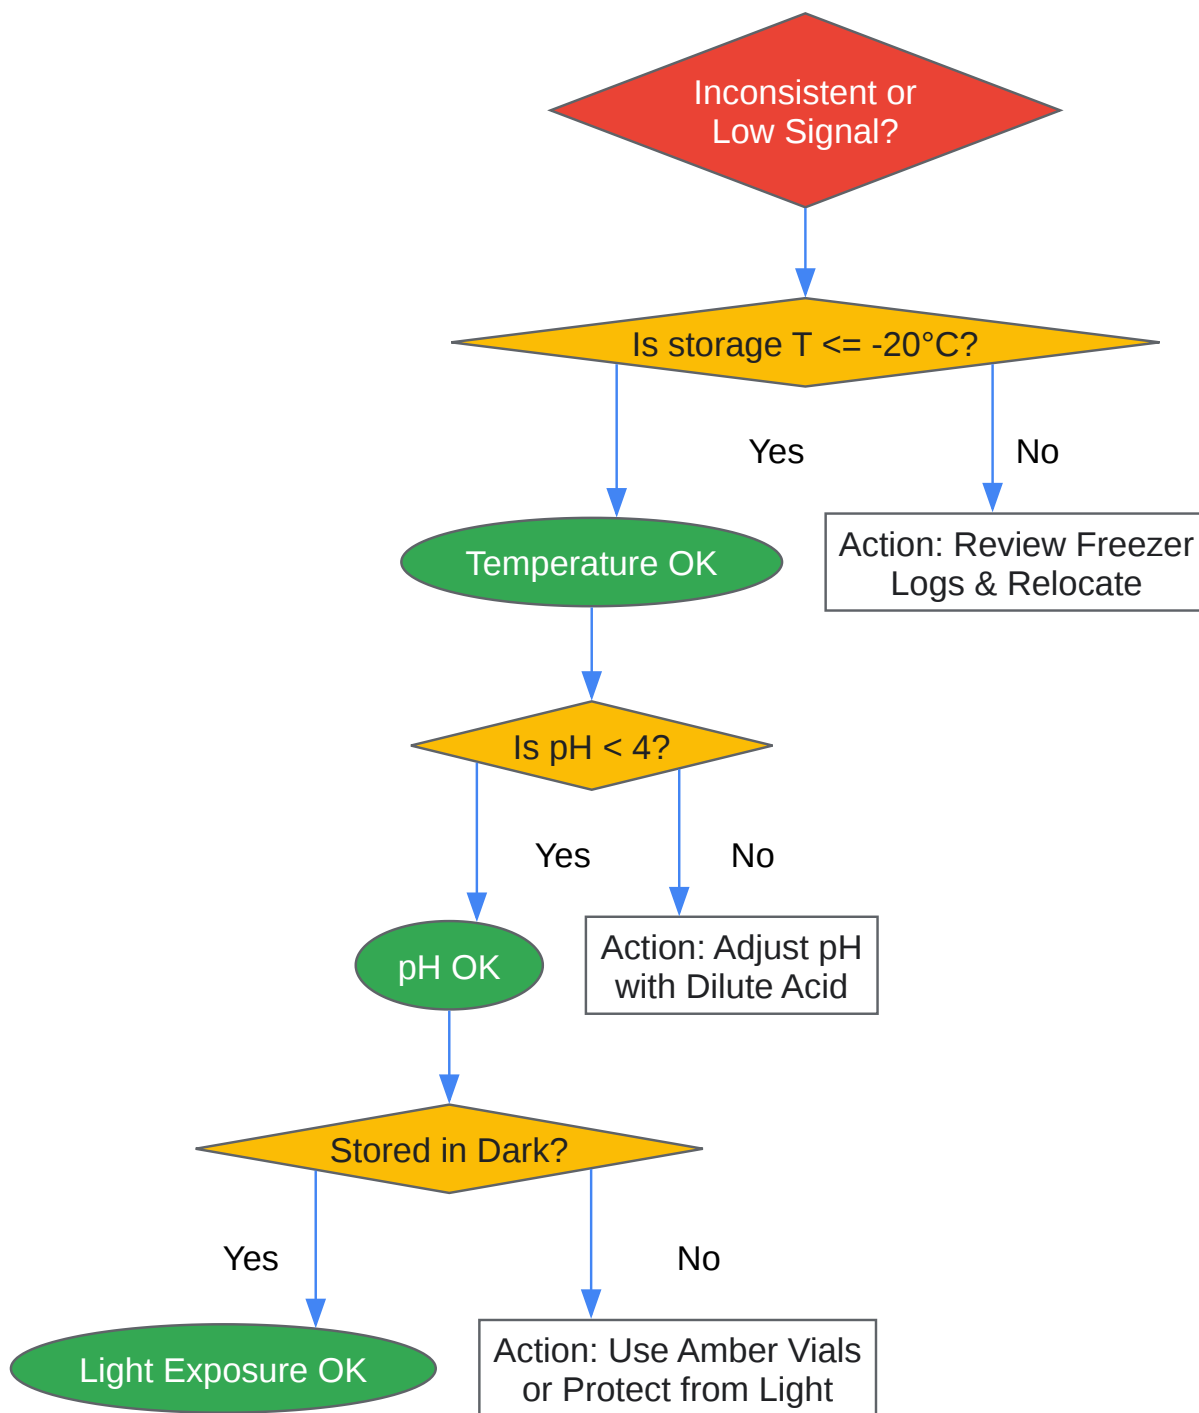 Inconsistent or
Low Signal?
Is storage T <= -20°C?
Yes
No
Temperature OK
Action: Review Freezer
Logs & Relocate
Is pH < 4?
Yes
No
pH OK
Action: Adjust pH
with Dilute Acid
Stored in Dark?
Yes
No
Light Exposure OK
Action: Use Amber Vials
or Protect from Light